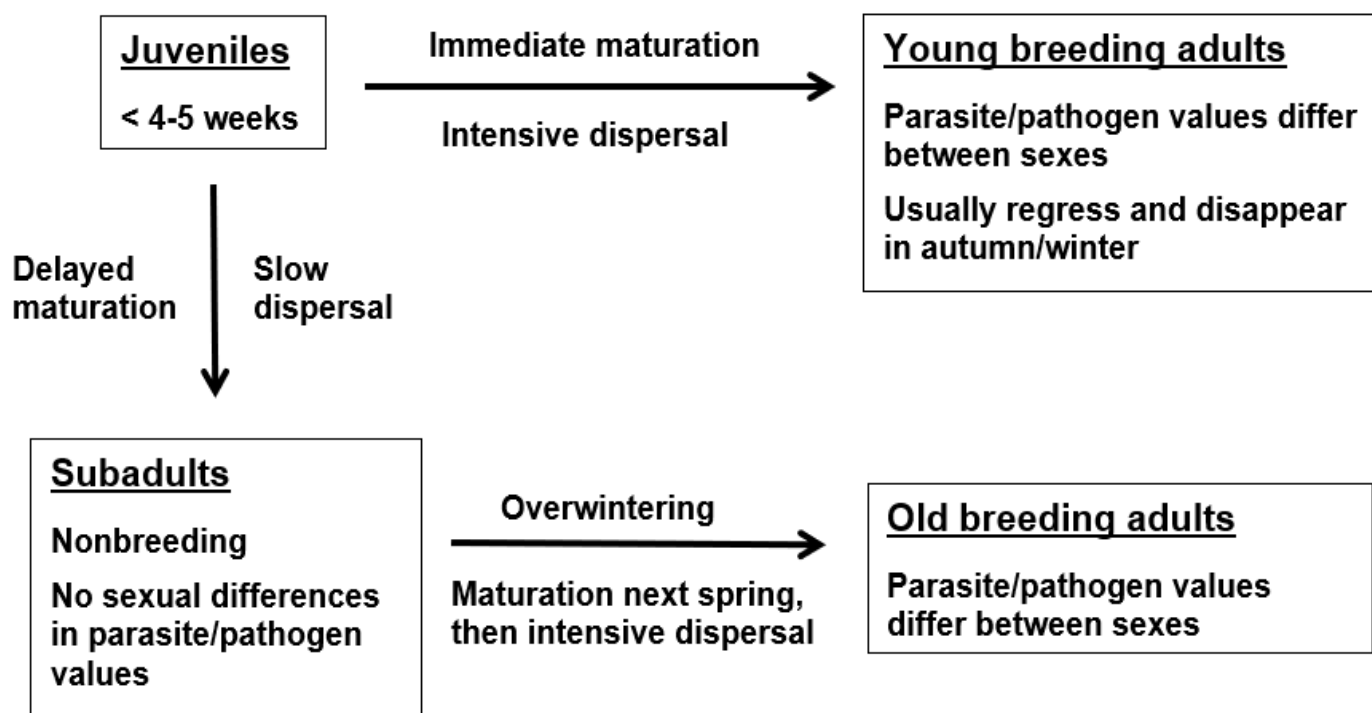 Juveniles
< 4-5 weeks
Immediate maturation
Intensive dispersal
Young breeding adults
Parasite/pathogen values differ
between sexes
Usually regress and disappear
in autumn/winter
Delayed
maturation
Slow
dispersal
Subadults
Nonbreeding
No sexual differences
in parasite/pathogen
values
Overwintering
Maturation next spring,
then intensive dispersal
Old breeding adults
Parasite/pathogen values
differ between sexes